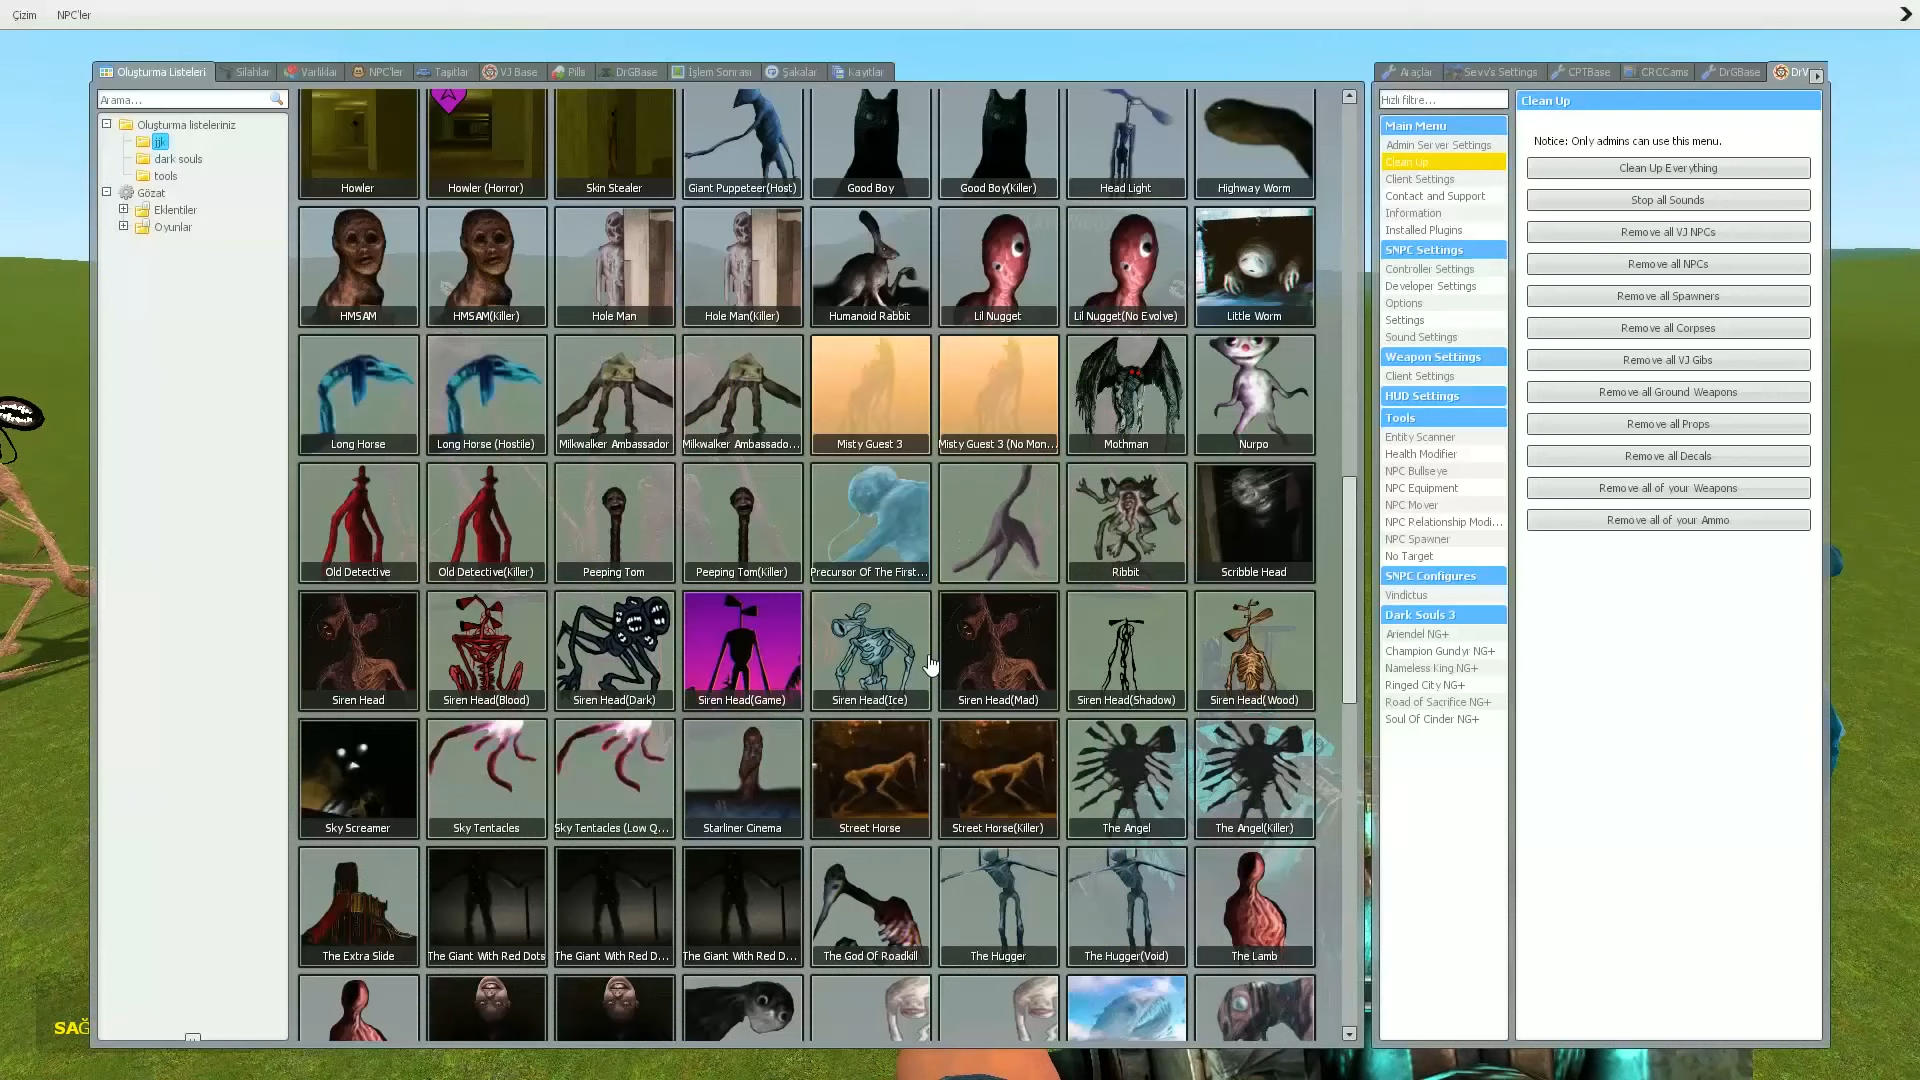 Çizim NPC'ler
Oluşturma Listeleri Silahlar Varlıklar NPC'ler Taşıtlar VJ Base Pills DrGBase İşlem Sonrası Şakalar Kayıtlar
Arama...
Oluşturma listeleriniz
jjk
dark souls
tools
Gözat
Eklentiler
Oyunlar
Howler Howler (Horror) Skin Stealer Giant Puppeteer(Host) Good Boy Good Boy(Killer) Head Light Highway Worm
HMSAM HMSAM(Killer) Hole Man Hole Man(Killer) Humanoid Rabbit Lil Nugget Lil Nugget(No Evolve) Little Worm
Long Horse Long Horse (Hostile) Milkwalker Ambassador Milkwalker Ambassado... Misty Guest 3 Misty Guest 3 (No Mon... Mothman Nurpo
Old Detective Old Detective(Killer) Peeping Tom Peeping Tom(Killer) Precursor Of The First... Ribbit Scribble Head
Siren Head Siren Head(Blood) Siren Head(Dark) Siren Head(Game) Siren Head(Ice) Siren Head(Mad) Siren Head(Shadow) Siren Head(Wood)
Sky Screamer Sky Tentacles Sky Tentacles (Low Q... Starliner Cinema Street Horse Street Horse(Killer) The Angel The Angel(Killer)
The Extra Slide The Giant With Red Dots The Giant With Red D... The Giant With Red D... The God Of Roadkill The Hugger The Hugger(Void) The Lamb
SAĞ
Araçlar Sevv's Settings CPTBase CRCCams DrGBase DrV
Hızlı filtre...
Main Menu
Admin Server Settings
Clean Up
Client Settings
Contact and Support
Information
Installed Plugins
SNPC Settings
Controller Settings
Developer Settings
Options
Settings
Sound Settings
Weapon Settings
Client Settings
HUD Settings
Tools
Entity Scanner
Health Modifier
NPC Bullseye
NPC Equipment
NPC Mover
NPC Relationship Modi...
NPC Spawner
No Target
SNPC Configures
Vindictus
Dark Souls 3
Ariendel NG+
Champion Gundyr NG+
Nameless King NG+
Ringed City NG+
Road of Sacrifice NG+
Soul Of Cinder NG+
Clean Up
Notice: Only admins can use this menu.
Clean Up Everything
Stop all Sounds
Remove all VJ NPCs
Remove all NPCs
Remove all Spawners
Remove all Corpses
Remove all VJ Gibs
Remove all Ground Weapons
Remove all Props
Remove all Decals
Remove all of your Weapons
Remove all of your Ammo